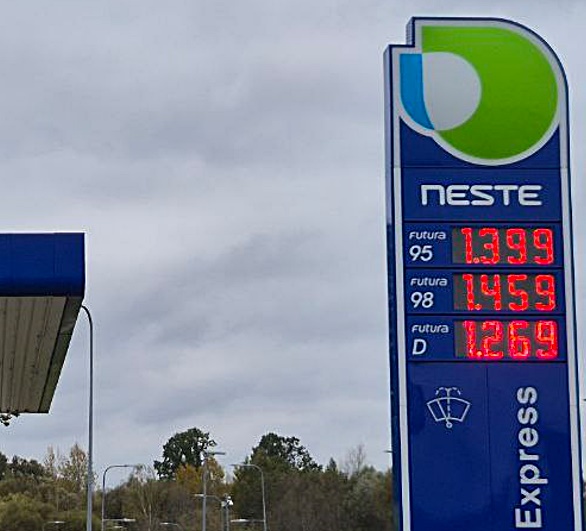 NESTE
Futura
95 1.399
Futura
98 1.459
Futura
D 1.269
Express